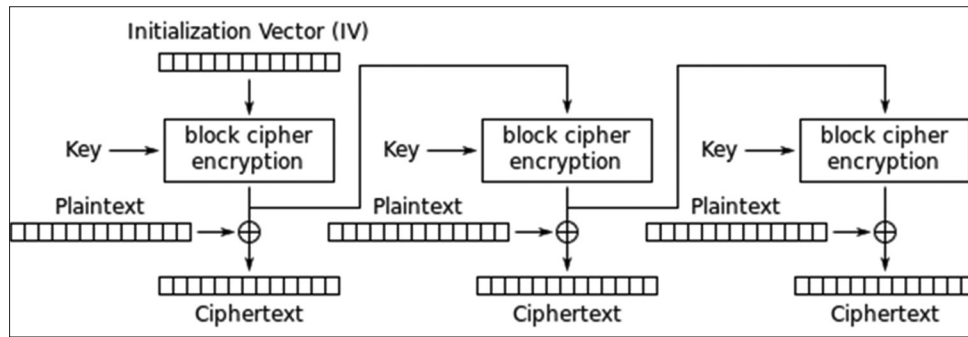 Initialization Vector (IV)
Key
block cipher
encryption
Key
block cipher
encryption
Key
block cipher
encryption
Plaintext
Plaintext
Plaintext
Ciphertext
Ciphertext
Ciphertext